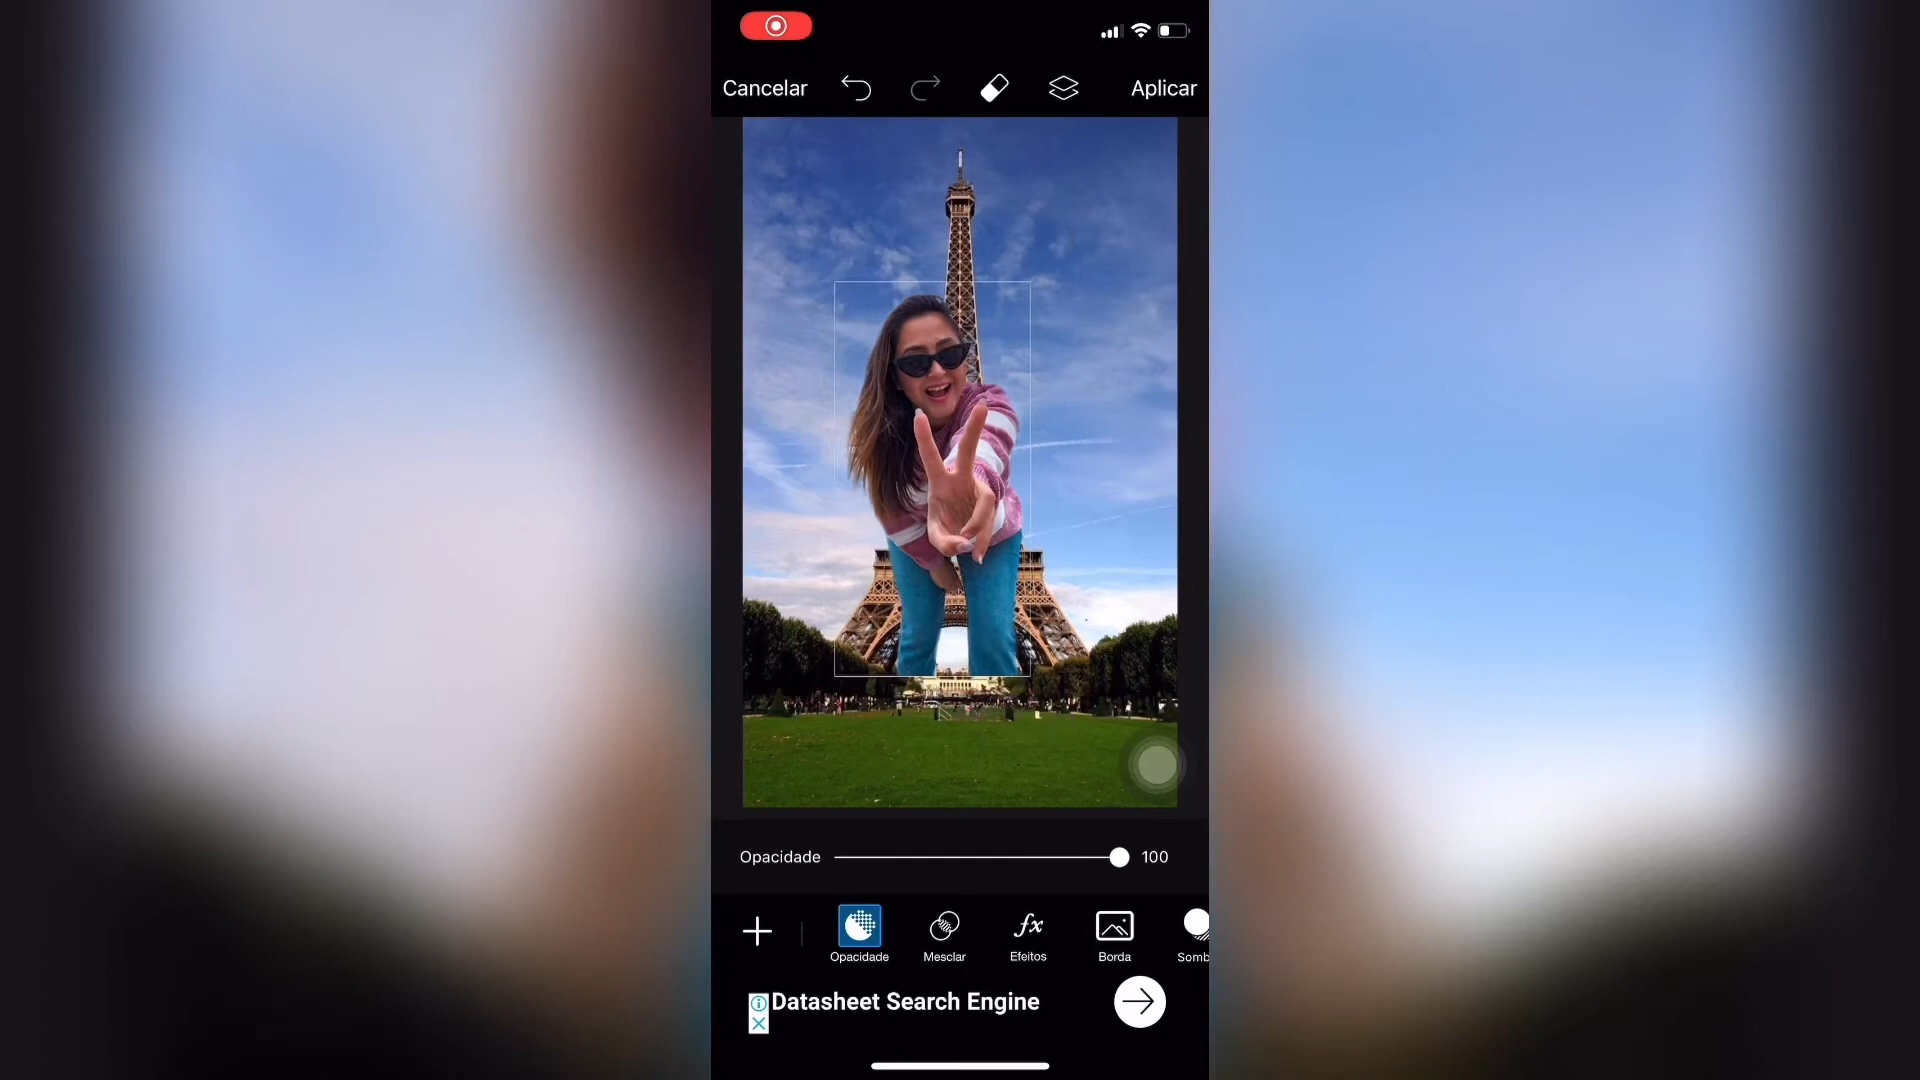 Cancelar
Aplicar
Opacidade 100
Opacidade
Mesclar
Efeitos
Borda
Somb
Datasheet Search Engine